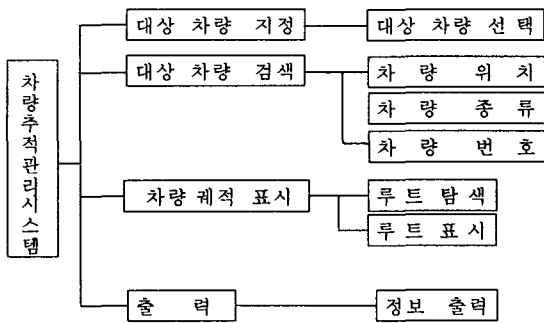 차량추적관리시스템
대상 차량 지정
대상 차량 선택
대상 차량 검색
차 량 위 치
차 량 종 류
차 량 번 호
차량 궤적 표시
루트 탐색
루트 표시
출 력
정보 출력